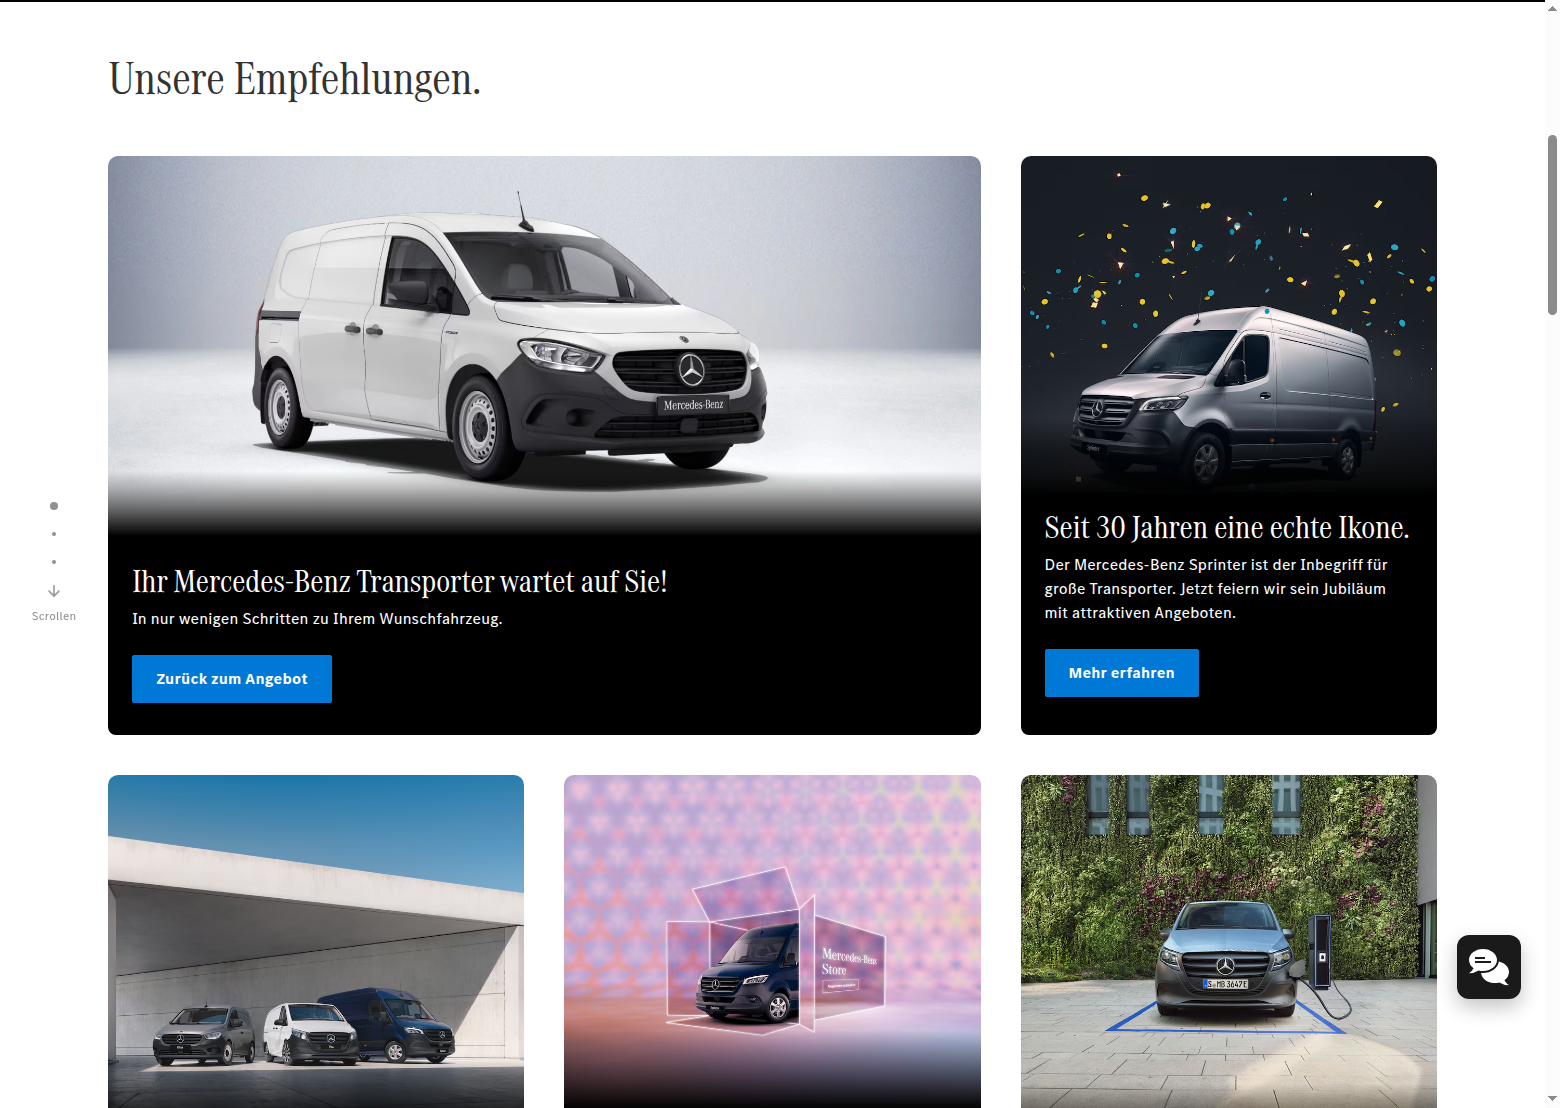 Unsere Empfehlungen.
Mercedes-Benz
Ihr Mercedes-Benz Transporter wartet auf Sie!
In nur wenigen Schritten zu Ihrem Wunschfahrzeug.
Zurück zum Angebot
Seit 30 Jahren eine echte Ikone.
Der Mercedes-Benz Sprinter ist der Inbegriff für
große Transporter. Jetzt feiern wir sein Jubiläum
mit attraktiven Angeboten.
Mehr erfahren
Scrollen
Mercedes-Benz
Store
S MB 3647E